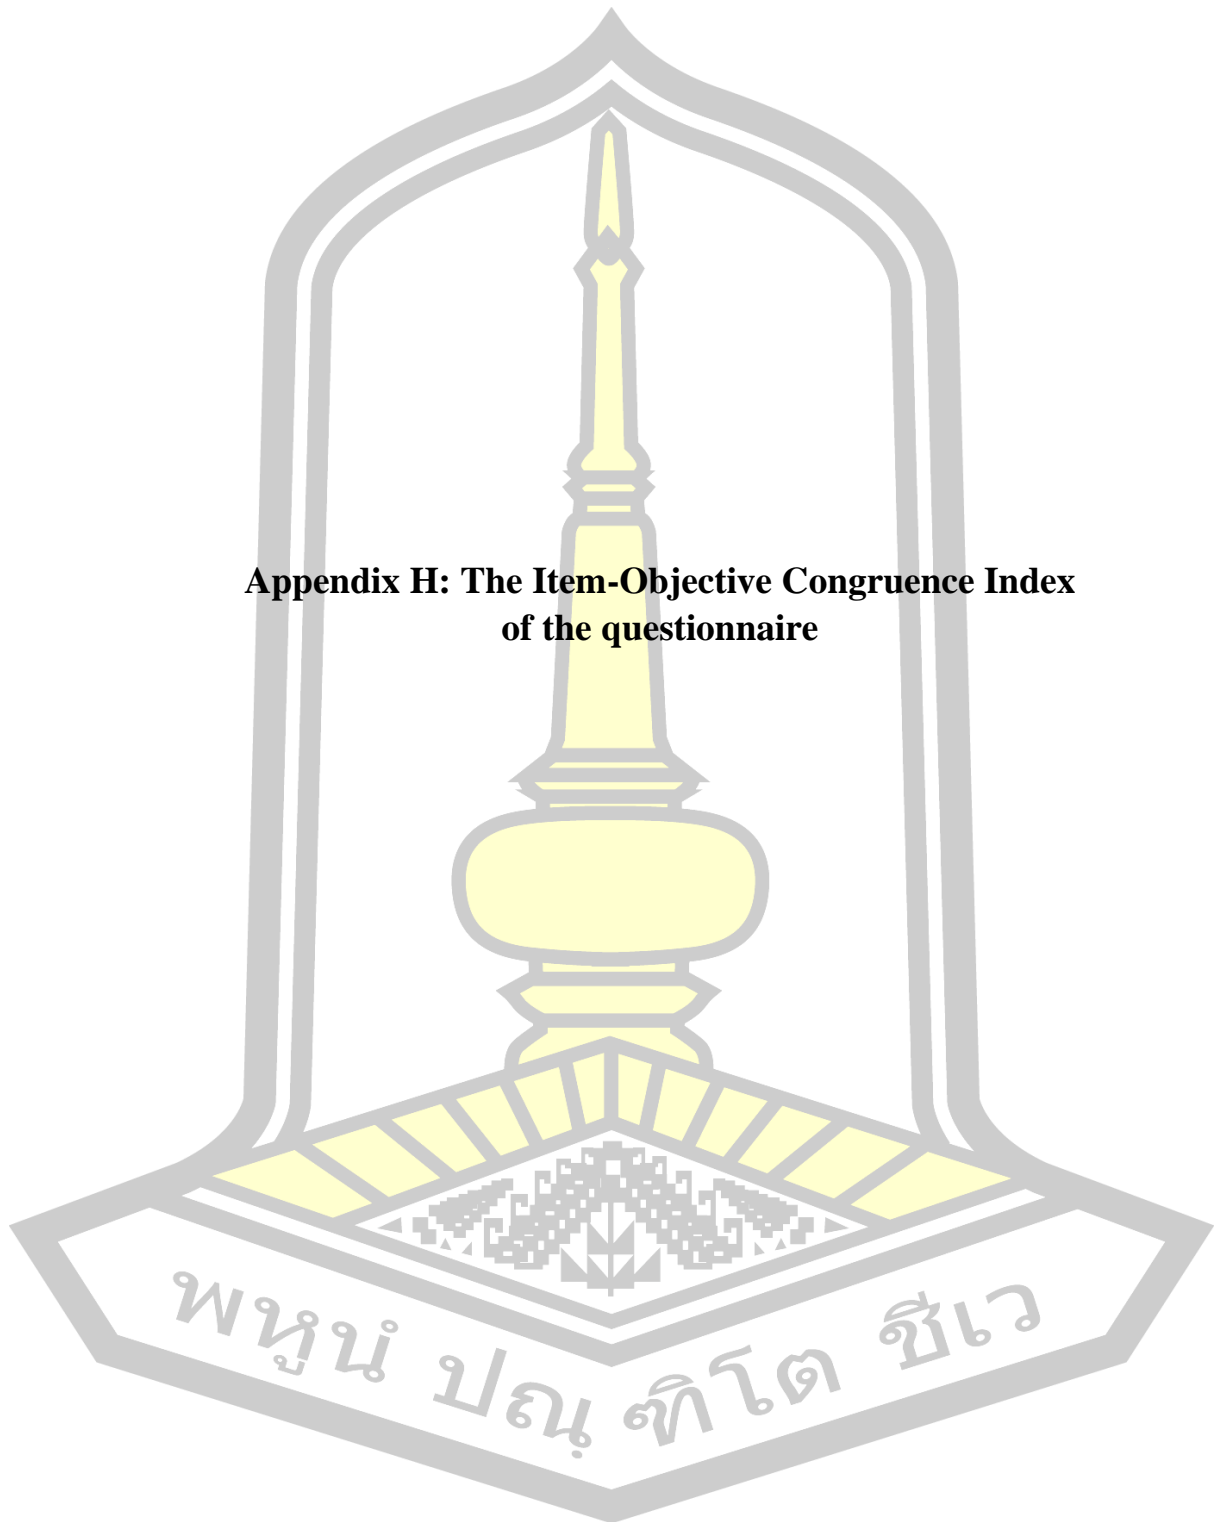 Appendix H: The Item-Objective Congruence Index
of the questionnaire
พหูนํ ปณฺ ฑิโต ชีเว